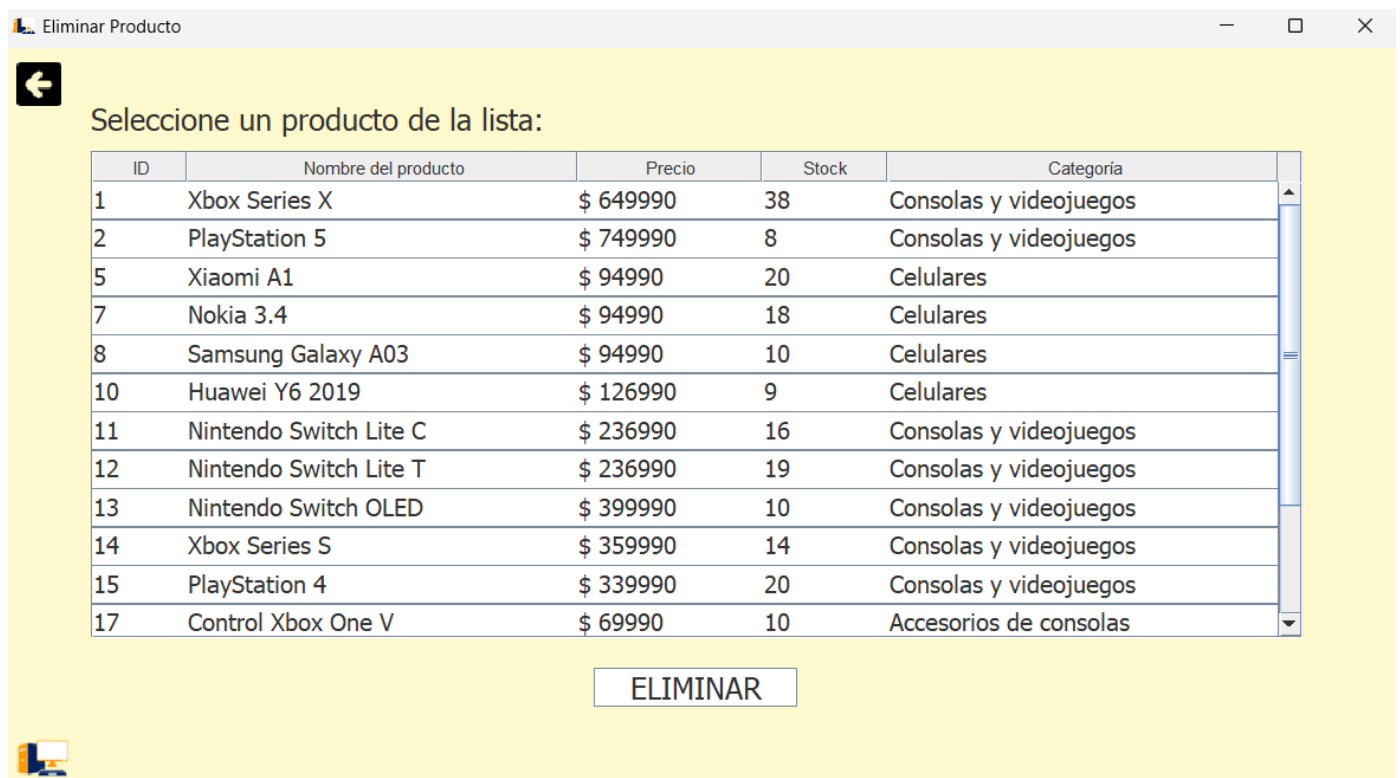 Eliminar Producto
Seleccione un producto de la lista:
ID Nombre del producto Precio Stock Categoría
1 Xbox Series X $ 649990 38 Consolas y videojuegos
2 PlayStation 5 $ 749990 8 Consolas y videojuegos
5 Xiaomi A1 $ 94990 20 Celulares
7 Nokia 3.4 $ 94990 18 Celulares
8 Samsung Galaxy A03 $ 94990 10 Celulares
10 Huawei Y6 2019 $ 126990 9 Celulares
11 Nintendo Switch Lite C $ 236990 16 Consolas y videojuegos
12 Nintendo Switch Lite T $ 236990 19 Consolas y videojuegos
13 Nintendo Switch OLED $ 399990 10 Consolas y videojuegos
14 Xbox Series S $ 359990 14 Consolas y videojuegos
15 PlayStation 4 $ 339990 20 Consolas y videojuegos
17 Control Xbox One V $ 69990 10 Accesorios de consolas
ELIMINAR